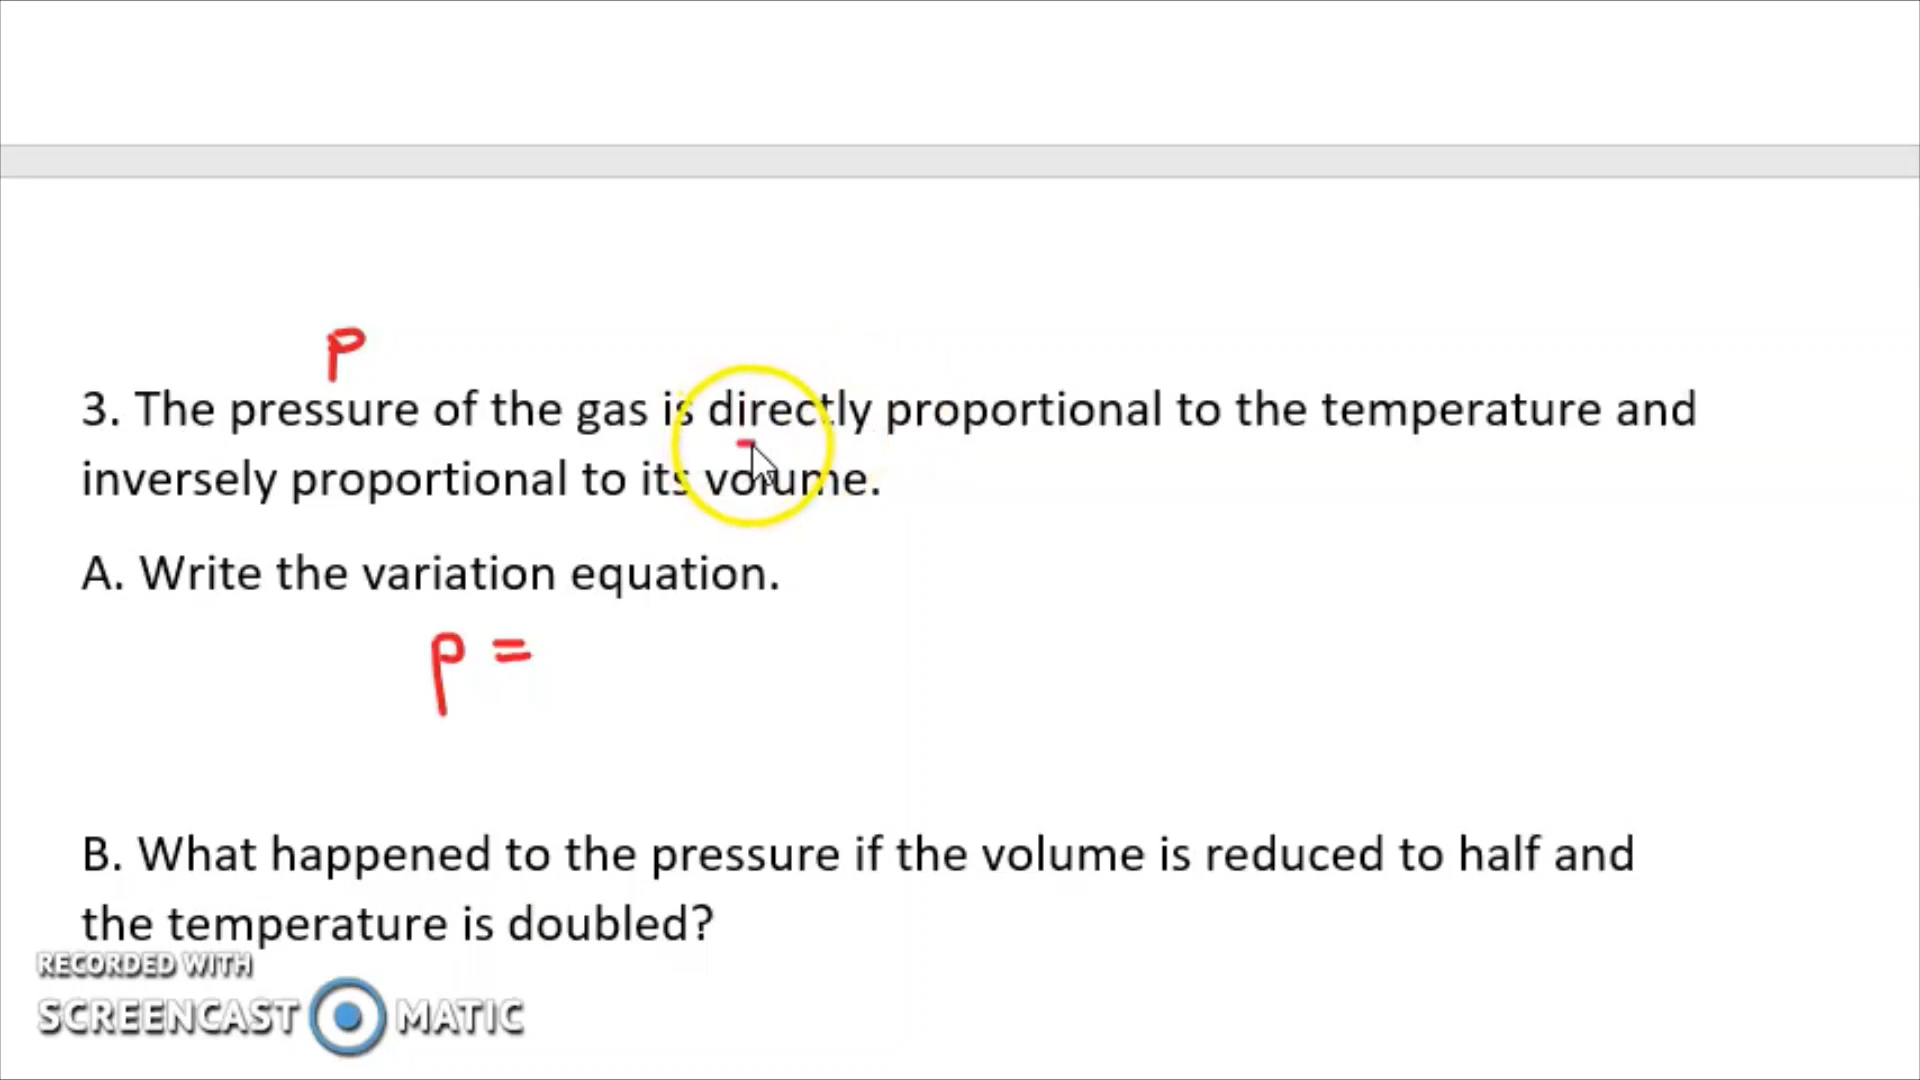 P
3. The pressure of the gas is directly proportional to the temperature and
inversely proportional to its volume.
A. Write the variation equation.
P =
B. What happened to the pressure if the volume is reduced to half and
the temperature is doubled?
RECORDED WITH
SCREENCAST MATIC